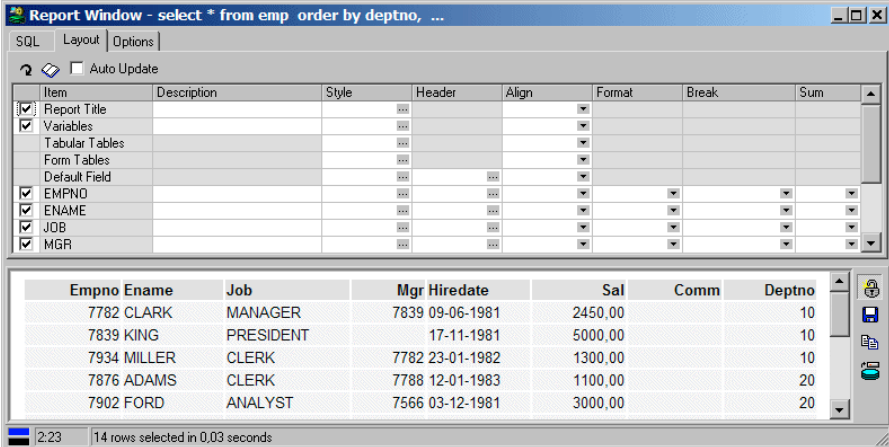 Report Window - select * from emp order by deptno, ...
SQL Layout Options
Auto Update
Item Description Style Header Align Format Break Sum
Report Title
Variables
Tabular Tables
Form Tables
Default Field
EMPNO
ENAME
JOB
MGR
Empno Ename Job Mgr Hiredate Sal Comm Deptno
7782 CLARK MANAGER 7839 09-06-1981 2450,00 10
7839 KING PRESIDENT 17-11-1981 5000,00 10
7934 MILLER CLERK 7782 23-01-1982 1300,00 10
7876 ADAMS CLERK 7788 12-01-1983 1100,00 20
7902 FORD ANALYST 7566 03-12-1981 3000,00 20
2:23 14 rows selected in 0,03 seconds